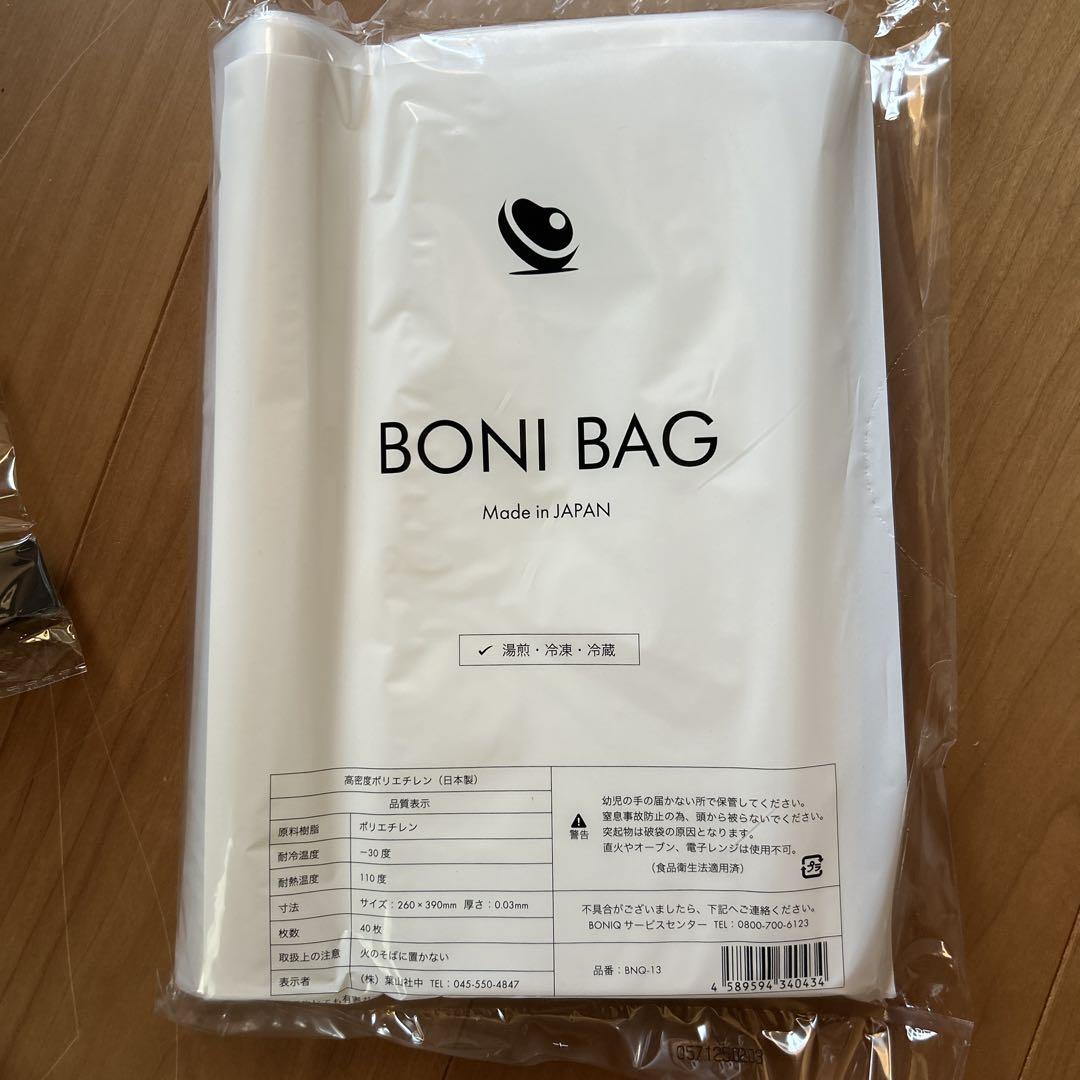 BONI BAG
Made in JAPAN
✓ 湯煎・冷凍・冷蔵
高密度ポリエチレン（日本製）
品質表示
原料樹脂 ポリエチレン
耐冷温度 −30度
耐熱温度 110度
寸法 サイズ：260×390mm 厚さ：0.03mm
枚数 40枚
取扱上の注意 火のそばに置かない
表示者 （株）葉山社中 TEL：045-550-4847
警告
幼児の手の届かない所で保管してください。
窒息事故防止の為、頭から被らないでください。
突起物は破袋の原因となります。
直火やオーブン、電子レンジは使用不可。
（食品衛生法適用済）
プラ
不具合がございましたら、下記へご連絡ください。
BONIQサービスセンター TEL：0800-700-6123
品番：BNQ-13
4 589594 340434